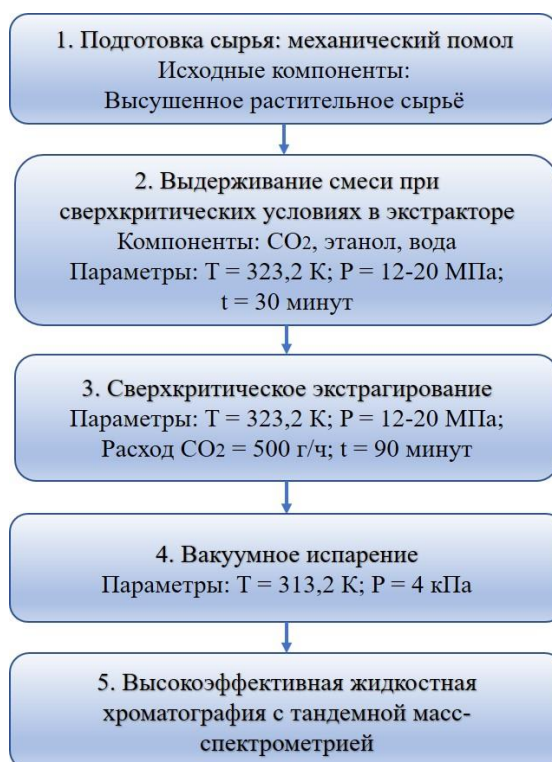 1. Подготовка сырья: механический помол
Исходные компоненты:
Высушенное растительное сырьё
2. Выдерживание смеси при
сверхкритических условиях в экстракторе
Компоненты: CO2, этанол, вода
Параметры: T = 323,2 К; P = 12-20 МПа;
t = 30 минут
3. Сверхкритическое экстрагирование
Параметры: T = 323,2 К; P = 12-20 МПа;
Расход CO2 = 500 г/ч; t = 90 минут
4. Вакуумное испарение
Параметры: T = 313,2 К; P = 4 кПа
5. Высокоэффективная жидкостная
хроматография с тандемной масс-
спектрометрией